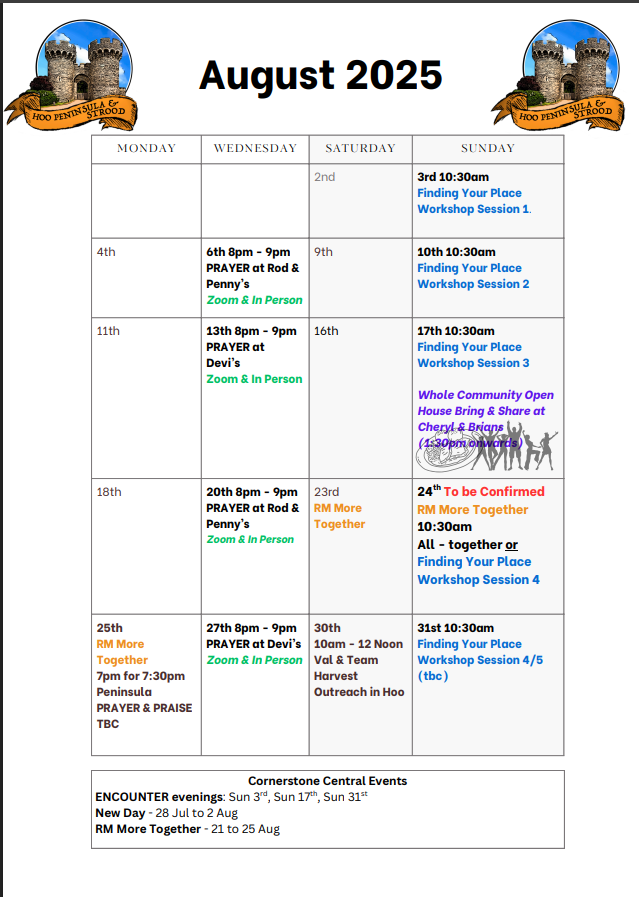 HOO PENINSULA &
STROOD
August 2025
HOO PENINSULA &
STROOD
MONDAY WEDNESDAY SATURDAY SUNDAY
2nd
3rd 10:30am
Finding Your Place
Workshop Session 1.
4th
6th 8pm - 9pm
PRAYER at Rod &
Penny's
Zoom & In Person
9th
10th 10:30am
Finding Your Place
Workshop Session 2
11th
13th 8pm - 9pm
PRAYER at
Devi's
Zoom & In Person
16th
17th 10:30am
Finding Your Place
Workshop Session 3
Whole Community Open
House Bring & Share at
Cheryl & Brians
(1:30pm onwards)
18th
20th 8pm - 9pm
PRAYER at Rod &
Penny's
Zoom & In Person
23rd
RM More
Together
24th To be Confirmed
RM More Together
10:30am
All - together or
Finding Your Place
Workshop Session 4
25th
RM More
Together
7pm for 7:30pm
Peninsula
PRAYER & PRAISE
TBC
27th 8pm - 9pm
PRAYER at Devi's
Zoom & In Person
30th
10am - 12 Noon
Val & Team
Harvest
Outreach in Hoo
31st 10:30am
Finding Your Place
Workshop Session 4/5
(tbc)
Cornerstone Central Events
ENCOUNTER evenings: Sun 3rd, Sun 17th, Sun 31st
New Day - 28 Jul to 2 Aug
RM More Together - 21 to 25 Aug